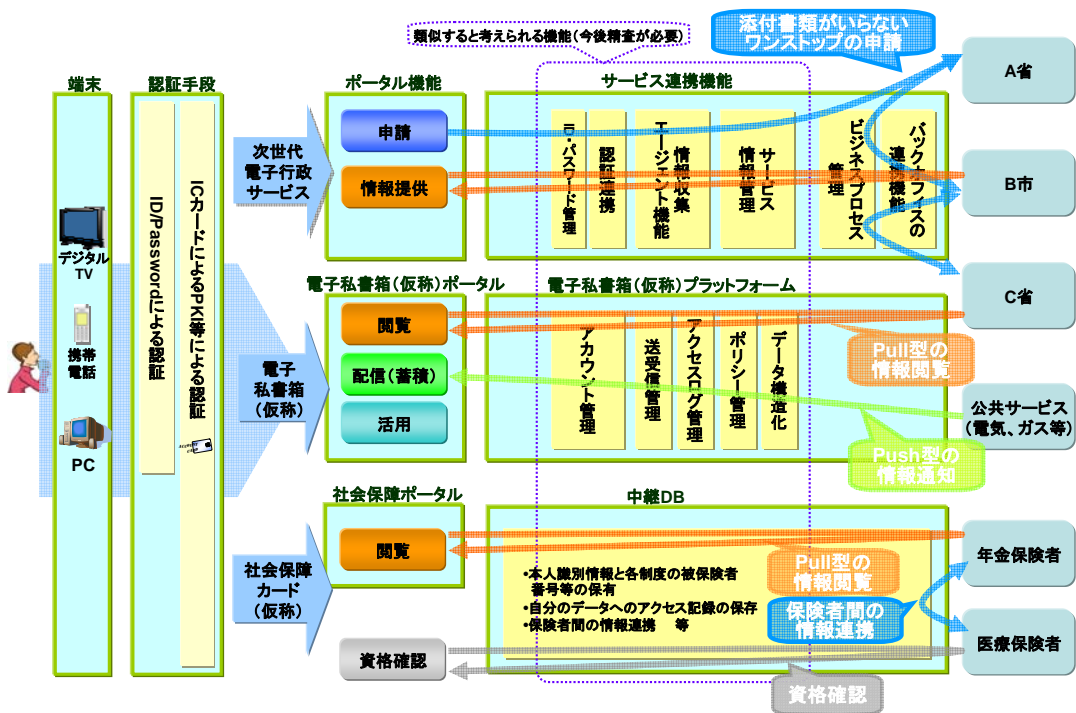 類似すると考えられる機能（今後精査が必要）
添付書類がいらない
ワンストップの申請
端末
認証手段
ポータル機能
サービス連携機能
A省
B市
C省
公共サービス
（電気、ガス等）
年金保険者
医療保険者
デジタル
TV
携帯
電話
PC
ID/Passwordによる認証
ICカードによるPKI等による認証
次世代
電子行政
サービス
申請
情報提供
ID・パスワード管理
認証連携
情報収集
エージェント機能
サービス
情報管理
ビジネスプロセス
管理
バックオフィスの
連携機能
電子私書箱（仮称）ポータル
電子私書箱（仮称）プラットフォーム
電子
私書箱
（仮称）
閲覧
配信（蓄積）
活用
アカウント管理
送受信管理
アクセスログ管理
ポリシー管理
データ構造化
Pull型の
情報閲覧
Push型の
情報通知
社会保障ポータル
中継DB
社会保障
カード
（仮称）
閲覧
資格確認
・本人識別情報と各制度の被保険者
番号等の保有
・自分のデータへのアクセス記録の保存
・保険者間の情報連携　等
Pull型の
情報閲覧
保険者間の
情報連携
資格確認